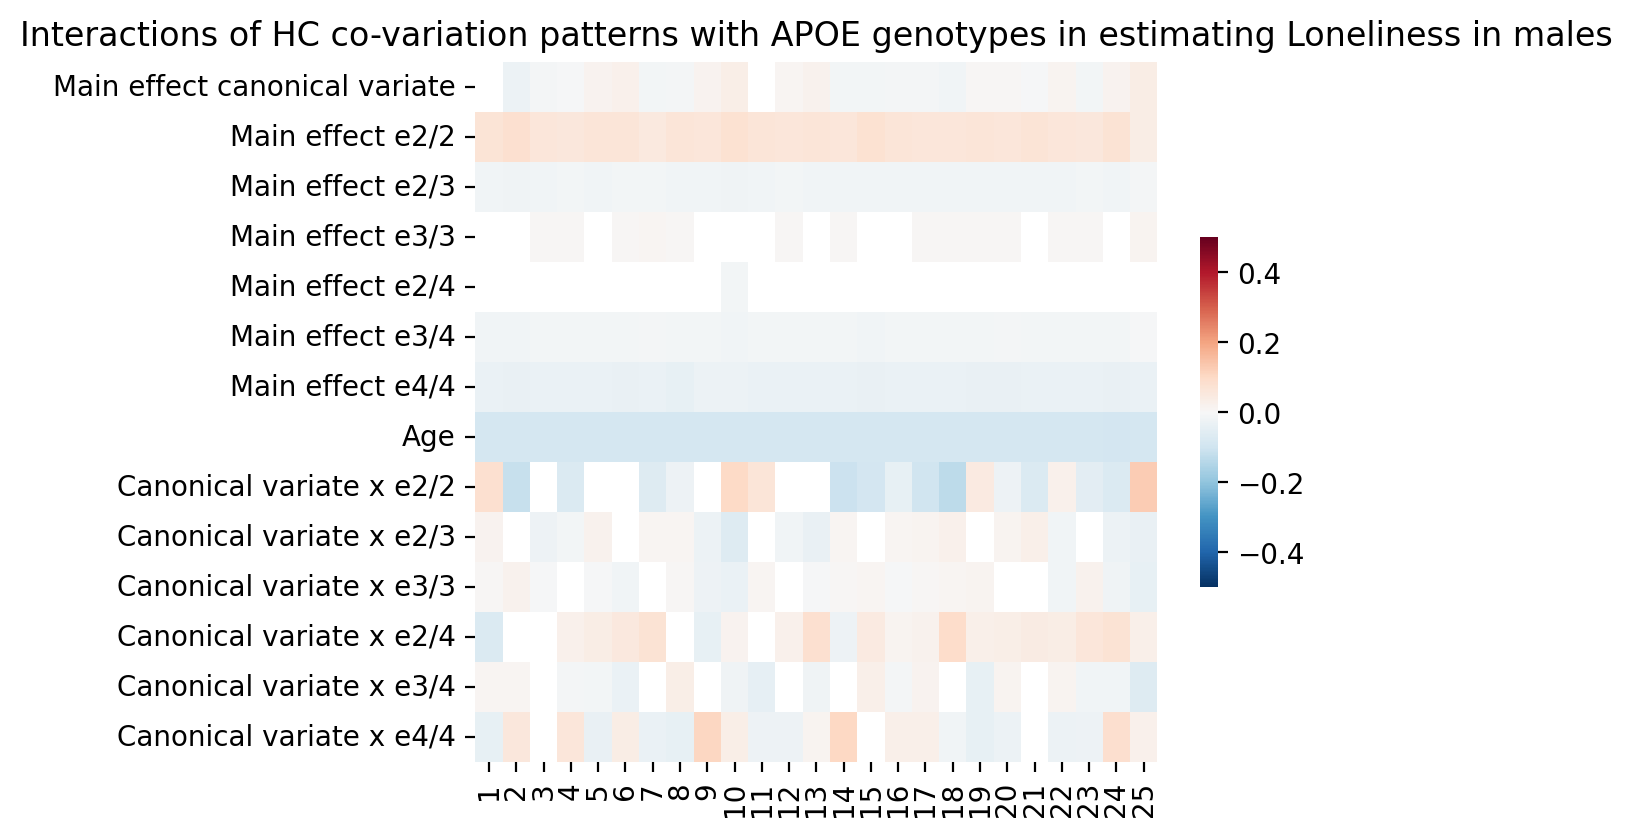 Interactions of HC co-variation patterns with APOE genotypes in estimating Loneliness in males
Main effect canonical variate
Main effect e2/2
Main effect e2/3
Main effect e3/3
Main effect e2/4
Main effect e3/4
Main effect e4/4
Age
Canonical variate x e2/2
Canonical variate x e2/3
Canonical variate x e3/3
Canonical variate x e2/4
Canonical variate x e3/4
Canonical variate x e4/4
1 2 3 4 5 6 7 8 9 10 11 12 13 14 15 16 17 18 19 20 21 22 23 24 25
0.4
0.2
0.0
−0.2
−0.4